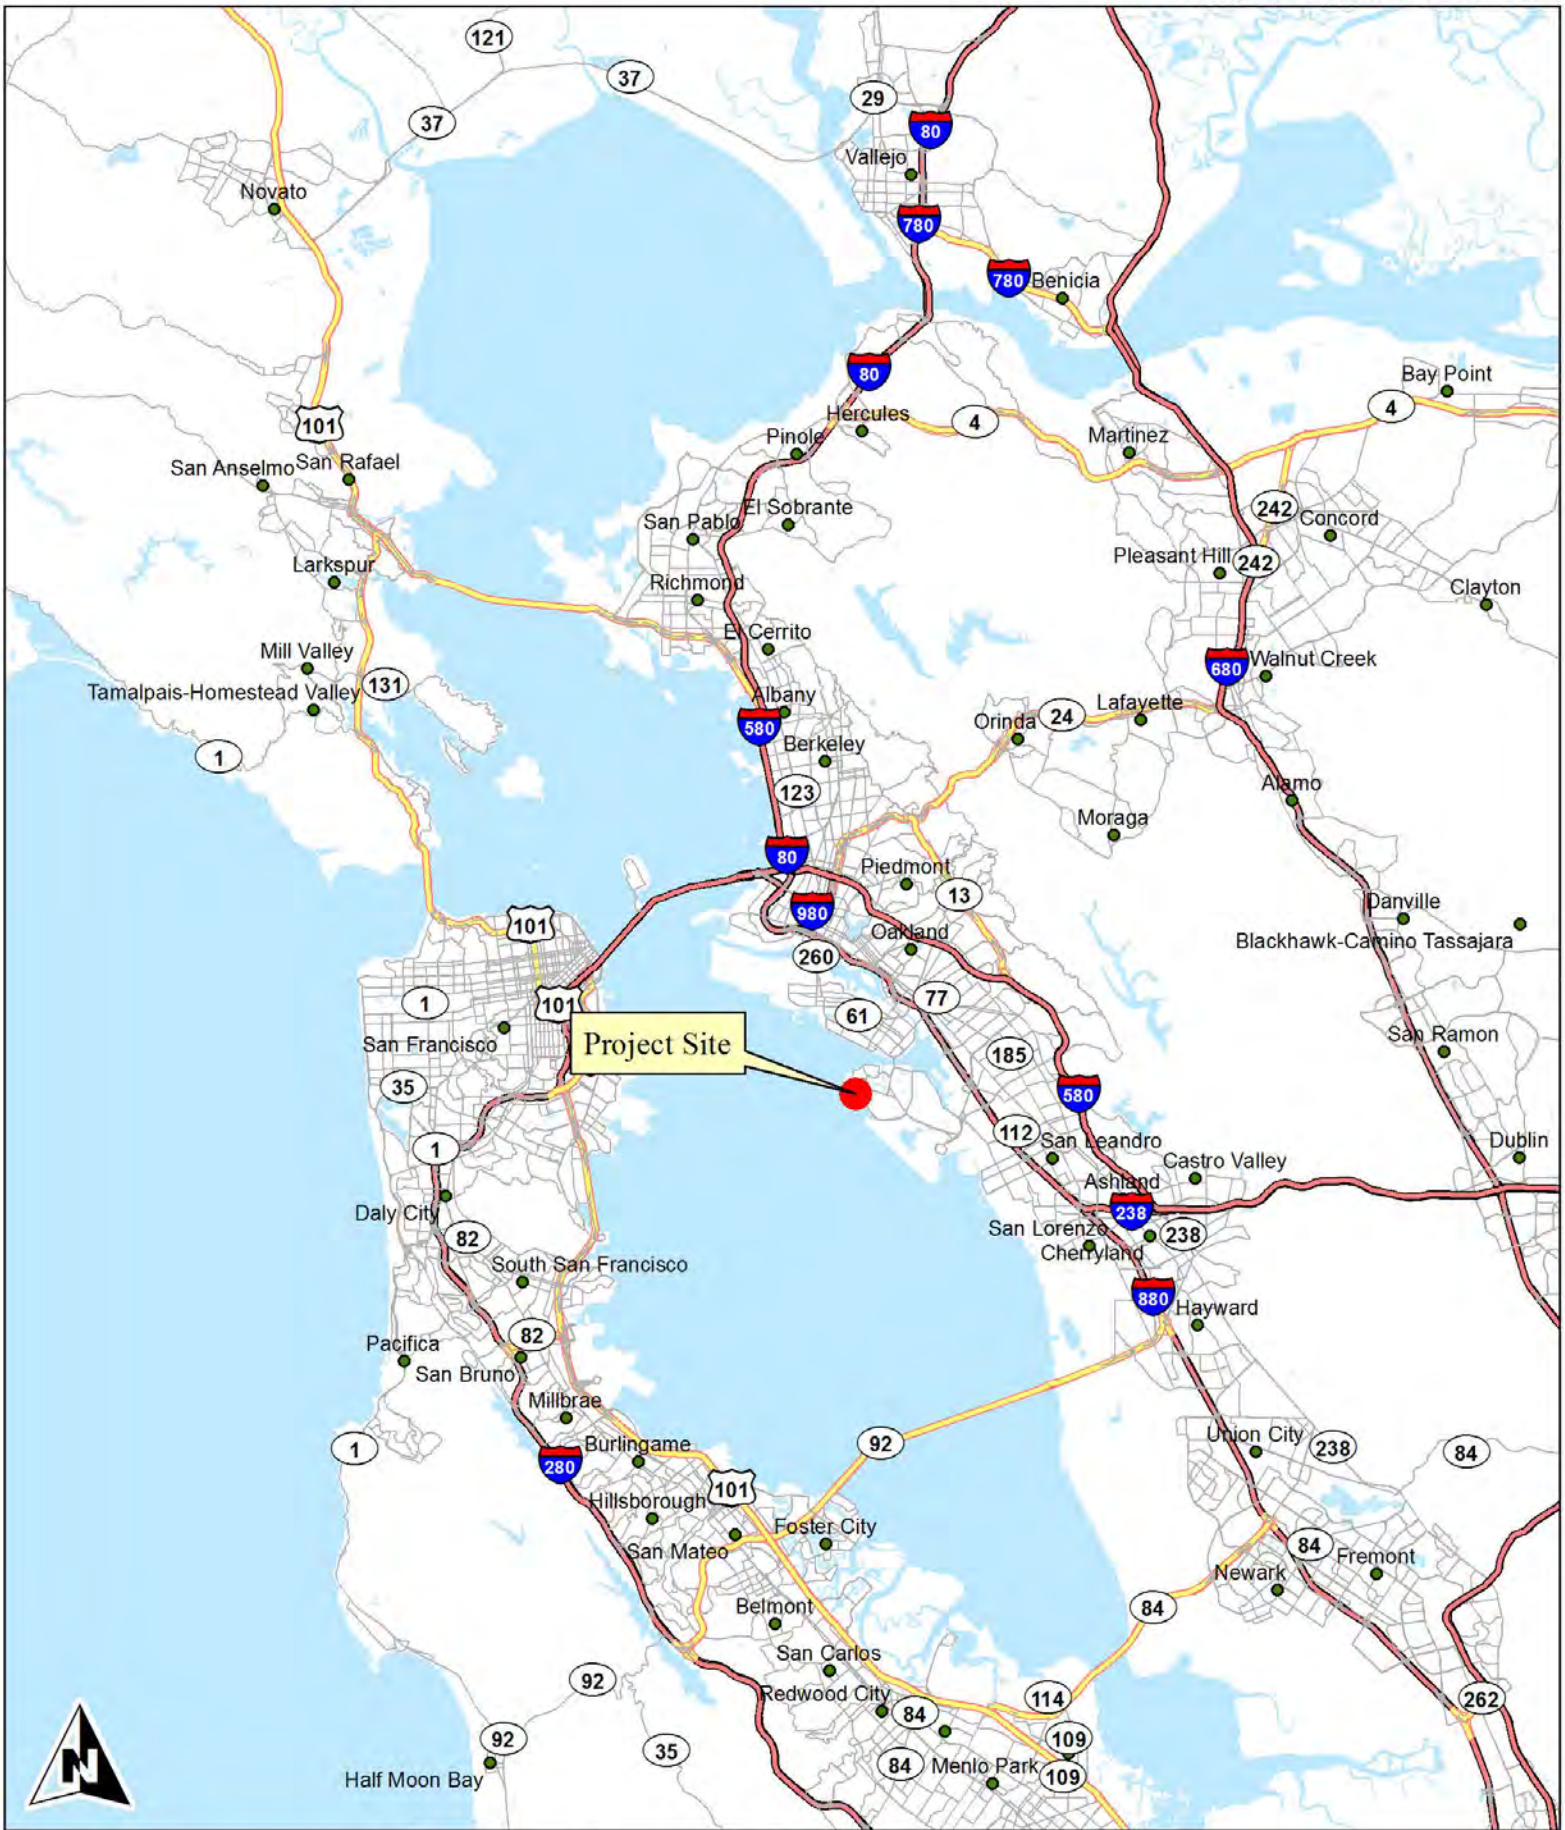 121
37
29
80
37
Vallejo
Novato
780
780
Benicia
80
Bay Point
4
Hercules
4
101
Pinole
Martinez
San Anselmo
San Rafael
El Sobrante
242
San Pablo
Concord
Pleasant Hill
242
Larkspur
Richmond
Clayton
El Cerrito
Mill Valley
Walnut Creek
680
Tamalpais-Homestead Valley
131
Albany
Lafayette
580
Orinda
24
Berkeley
1
Alamo
123
Moraga
80
Piedmont
13
Danville
980
101
Oakland
Blackhawk-Camino Tassajara
260
77
1
101
61
San Ramon
San Francisco
Project Site
185
35
580
112
San Leandro
Dublin
1
Castro Valley
Ashland
Daly City
238
San Lorenzo
238
82
Cherryland
South San Francisco
880
Hayward
82
Pacifica
San Bruno
Millbrae
Union City
1
Burlingame
92
238
84
280
101
Hillsborough
Foster City
San Mateo
84
Fremont
Newark
Belmont
84
San Carlos
92
Redwood City
114
262
84
92
109
35
84
Menlo Park
109
Half Moon Bay
N